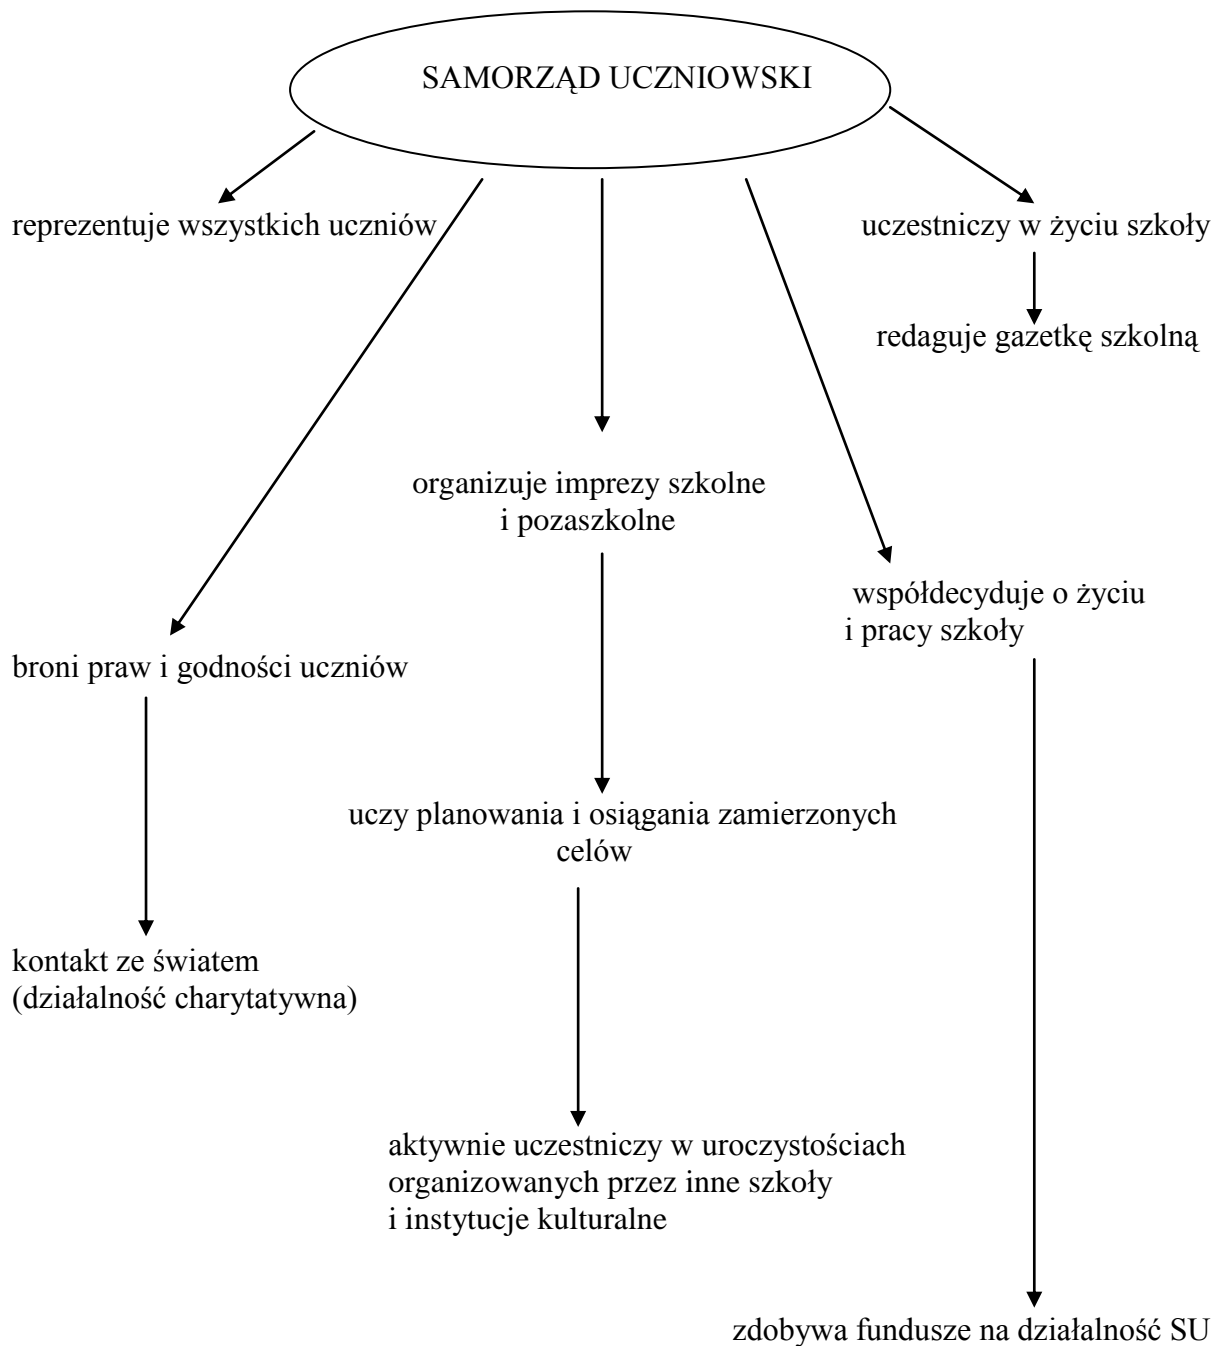 SAMORZĄD UCZNIOWSKI
reprezentuje wszystkich uczniów
uczestniczy w życiu szkoły
redaguje gazetkę szkolną
organizuje imprezy szkolne
i pozaszkolne
współdecyduje o życiu
i pracy szkoły
broni praw i godności uczniów
uczy planowania i osiągania zamierzonych
celów
kontakt ze światem
(działalność charytatywna)
aktywnie uczestniczy w uroczystościach
organizowanych przez inne szkoły
i instytucje kulturalne
zdobywa fundusze na działalność SU